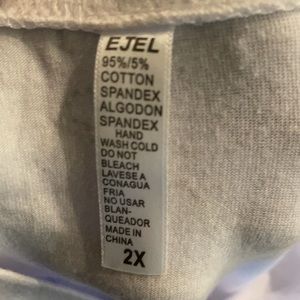 EJEL
95%/5%
COTTON
SPANDEX
ALGODON
SPANDEX
HAND
WASH COLD
DO NOT
BLEACH
LAVESE A
CONAGUA
FRIA
NO USAR
BLAN-
QUEADOR
MADE IN
CHINA
2X